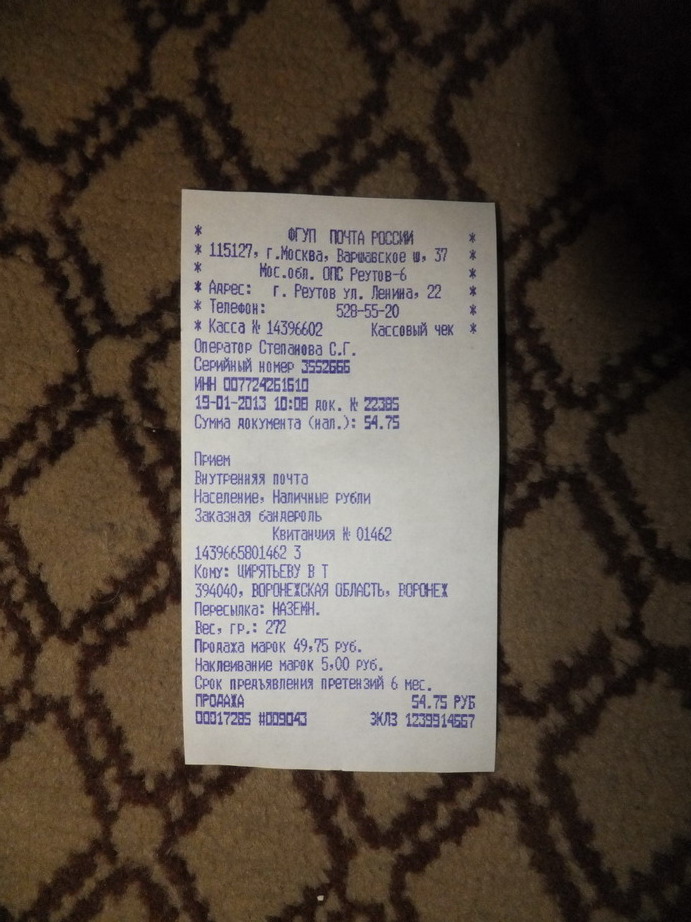 * ФГУП ПОЧТА РОССИИ *
* 115127, г.Москва, Варшавское ш, 37 *
* Мос.обл. ОПС Реутов-6 *
* Адрес: г. Реутов ул. Ленина, 22 *
* Телефон: 528-55-20 *
* Касса № 14396602 Кассовый чек *
Оператор Степанова С.Г.
Серийный номер 3552666
ИНН 007724261610
19-01-2013 10:08 док. № 22385
Сумма документа (нал.): 54.75
Прием
Внутренняя почта
Население, Наличные рубли
Заказная бандероль
Квитанция № 01462
1439665801462 3
Кому: ЦИРЯТЬЕВУ В Т
394040, ВОРОНЕЖСКАЯ ОБЛАСТЬ, ВОРОНЕЖ
Пересылка: НАЗЕМН.
Вес, гр.: 272
Продажа марок 49,75 руб.
Наклеивание марок 5,00 руб.
Срок предъявления претензий 6 мес.
ПРОДАЖА 54.75 РУБ
00017285 #009043 ЭКЛЗ 1239914667